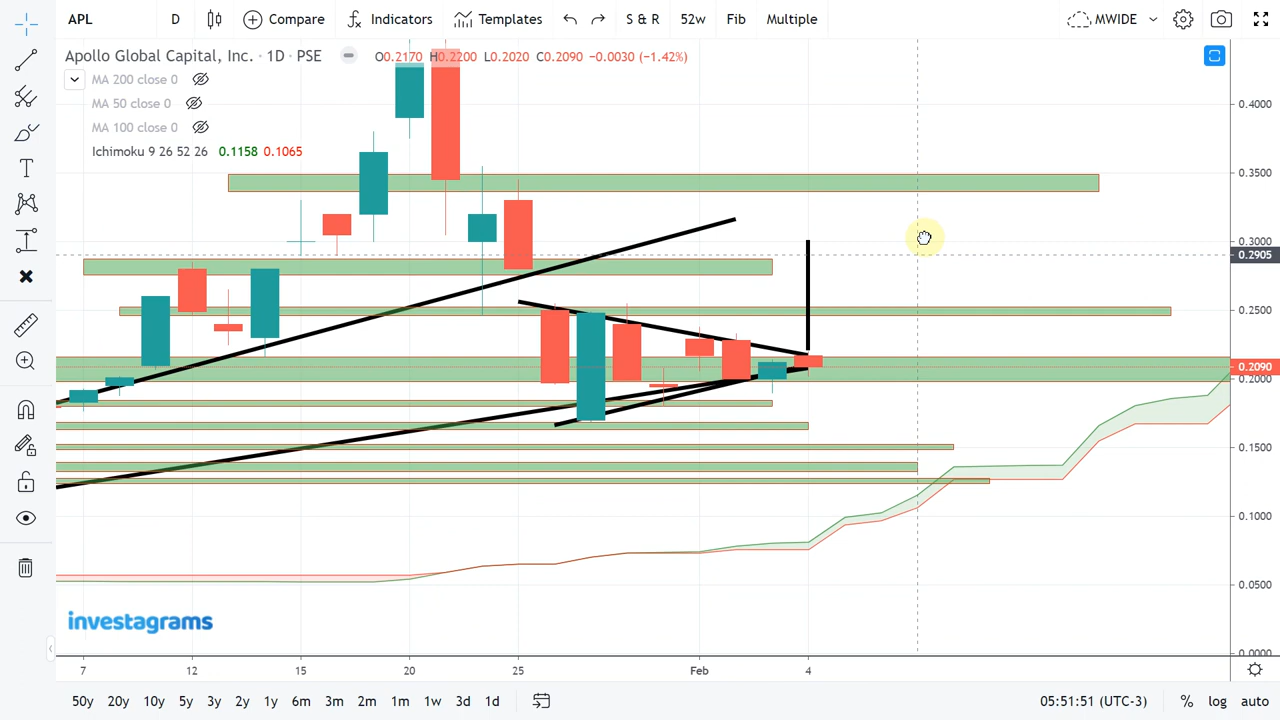 APL D Compare Indicators Templates S & R 52w Fib Multiple MWIDE
Apollo Global Capital, Inc. · 1D · PSE O0.2170 H0.2200 L0.2020 C0.2090 −0.0030 (−1.42%)
MA 200 close 0
MA 50 close 0
MA 100 close 0
Ichimoku 9 26 52 26 0.1158 0.1065
0.4000
0.3500
0.3000
0.2905
0.2500
0.2090
0.2000
0.1500
0.1000
0.0500
0.0000
investagrams
7 12 15 20 25 Feb 4
50y 20y 10y 5y 3y 2y 1y 6m 3m 2m 1m 1w 3d 1d 05:51:51 (UTC-3) % log auto